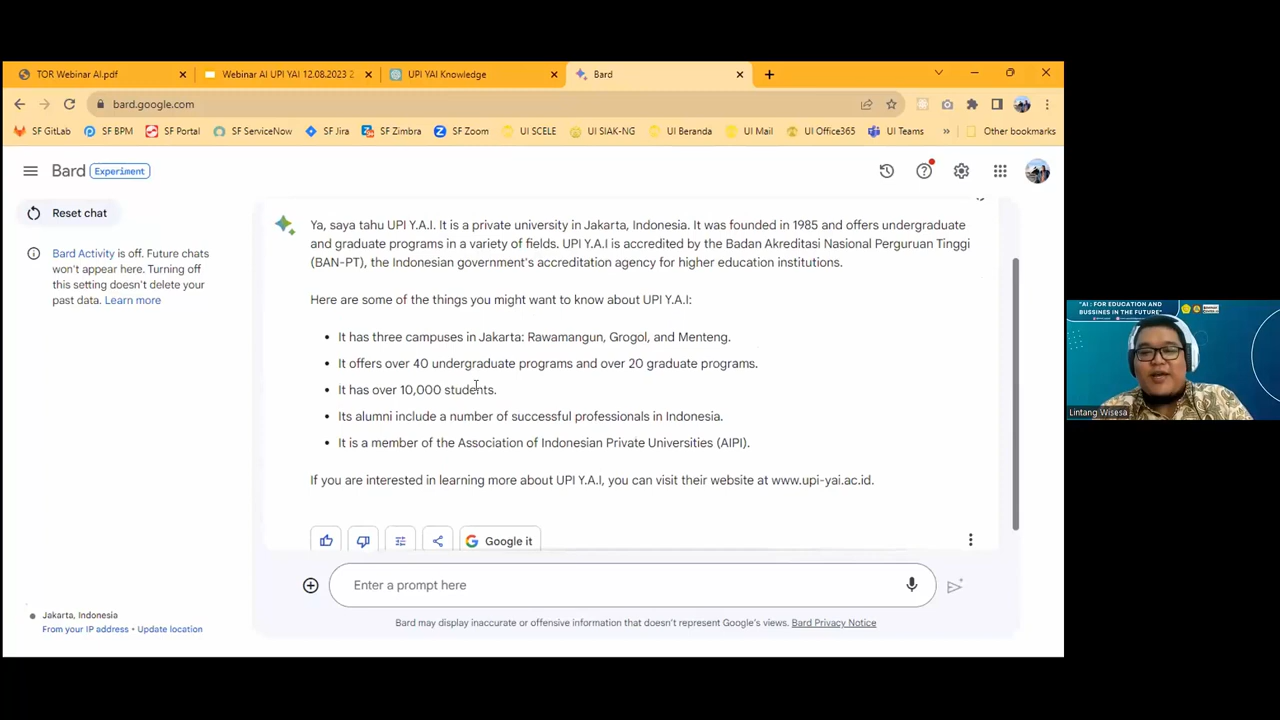 TOR Webinar AI.pdf
Webinar AI UPI YAI 12.08.2023 2
UPI YAI Knowledge
Bard
bard.google.com
SF GitLab
SF BPM
SF Portal
SF ServiceNow
SF Jira
SF Zimbra
SF Zoom
UI SCELE
UI SIAK-NG
UI Beranda
UI Mail
UI Office365
UI Teams
»
Other bookmarks
Bard Experiment
Reset chat
Bard Activity is off. Future chats
won't appear here. Turning off
this setting doesn't delete your
past data. Learn more
Ya, saya tahu UPI Y.A.I. It is a private university in Jakarta, Indonesia. It was founded in 1985 and offers undergraduate
and graduate programs in a variety of fields. UPI Y.A.I is accredited by the Badan Akreditasi Nasional Perguruan Tinggi
(BAN-PT), the Indonesian government's accreditation agency for higher education institutions.
Here are some of the things you might want to know about UPI Y.A.I:
• It has three campuses in Jakarta: Rawamangun, Grogol, and Menteng.
• It offers over 40 undergraduate programs and over 20 graduate programs.
• It has over 10,000 students.
• Its alumni include a number of successful professionals in Indonesia.
• It is a member of the Association of Indonesian Private Universities (AIPI).
If you are interested in learning more about UPI Y.A.I, you can visit their website at www.upi-yai.ac.id.
Google it
Enter a prompt here
Jakarta, Indonesia
From your IP address • Update location
Bard may display inaccurate or offensive information that doesn't represent Google's views. Bard Privacy Notice
"AI : FOR EDUCATION AND
BUSSINES IN THE FUTURE"
Lintang Wisesa